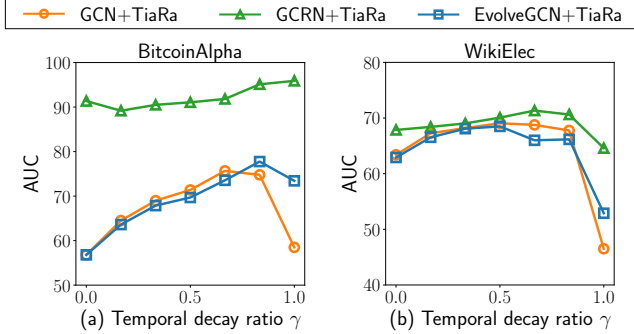 GCN+TiaRa GCRN+TiaRa EvolveGCN+TiaRa
BitcoinAlpha
100
90
80
70
60
50
AUC
0.0 0.5 1.0
(a) Temporal decay ratio γ
WikiElec
80
70
60
50
40
AUC
0.0 0.5 1.0
(b) Temporal decay ratio γ